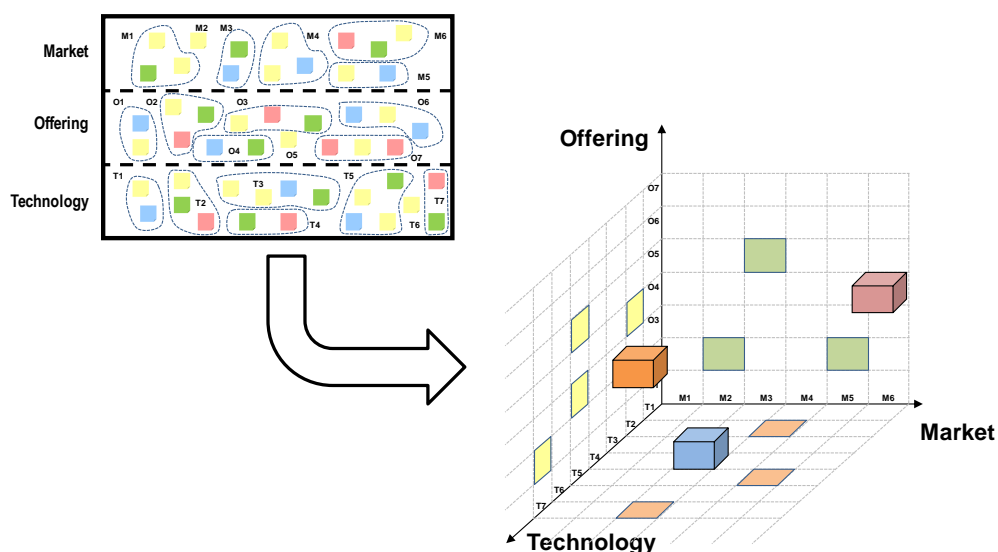 M1 M2 M3 M4 M6
Market
M5
O1 O2 O3 O6
Offering
O4 O5 O7
T1 T3 T5
Technology
T2 T7
T4 T6
Offering
O7
O6
O5
O4
O3
M1 M2 M3 M4 M5 M6
Market
T1
T2
T3
T4
T5
T6
T7
Technology